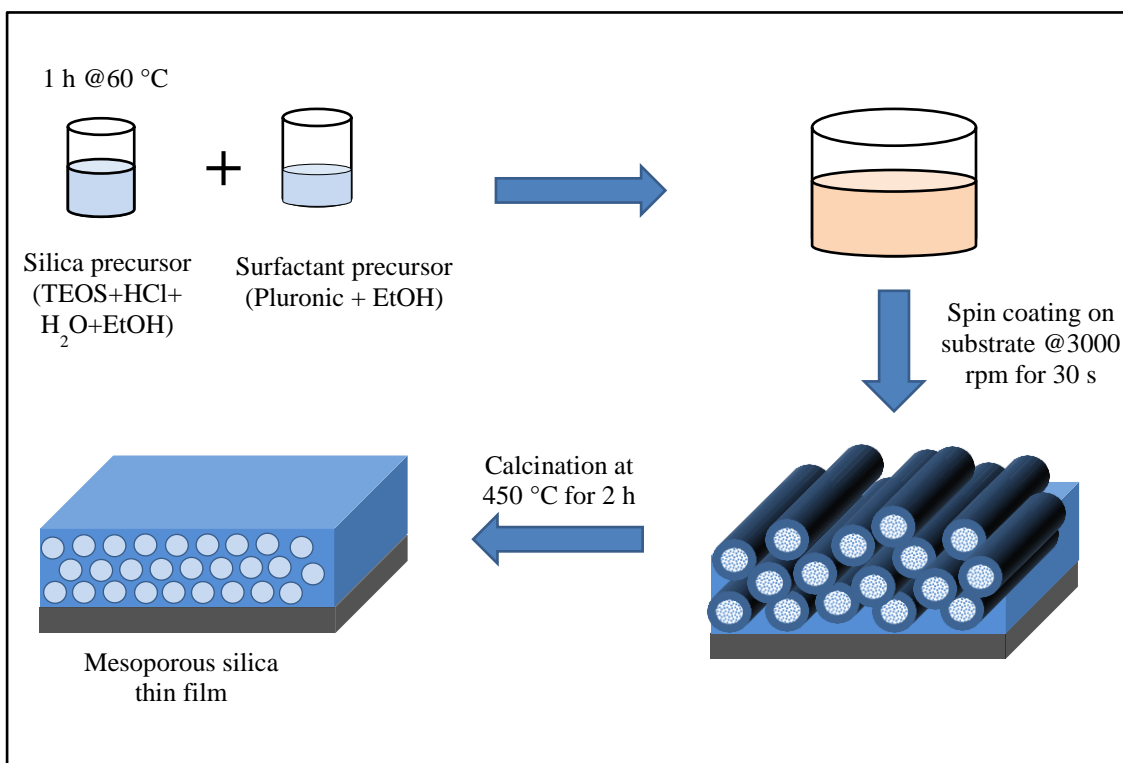 1 h @60 °C
+
Silica precursor
(TEOS+HCl+
H₂O+EtOH)
Surfactant precursor
(Pluronic + EtOH)
Spin coating on
substrate @3000
rpm for 30 s
Calcination at
450 °C for 2 h
Mesoporous silica
thin film